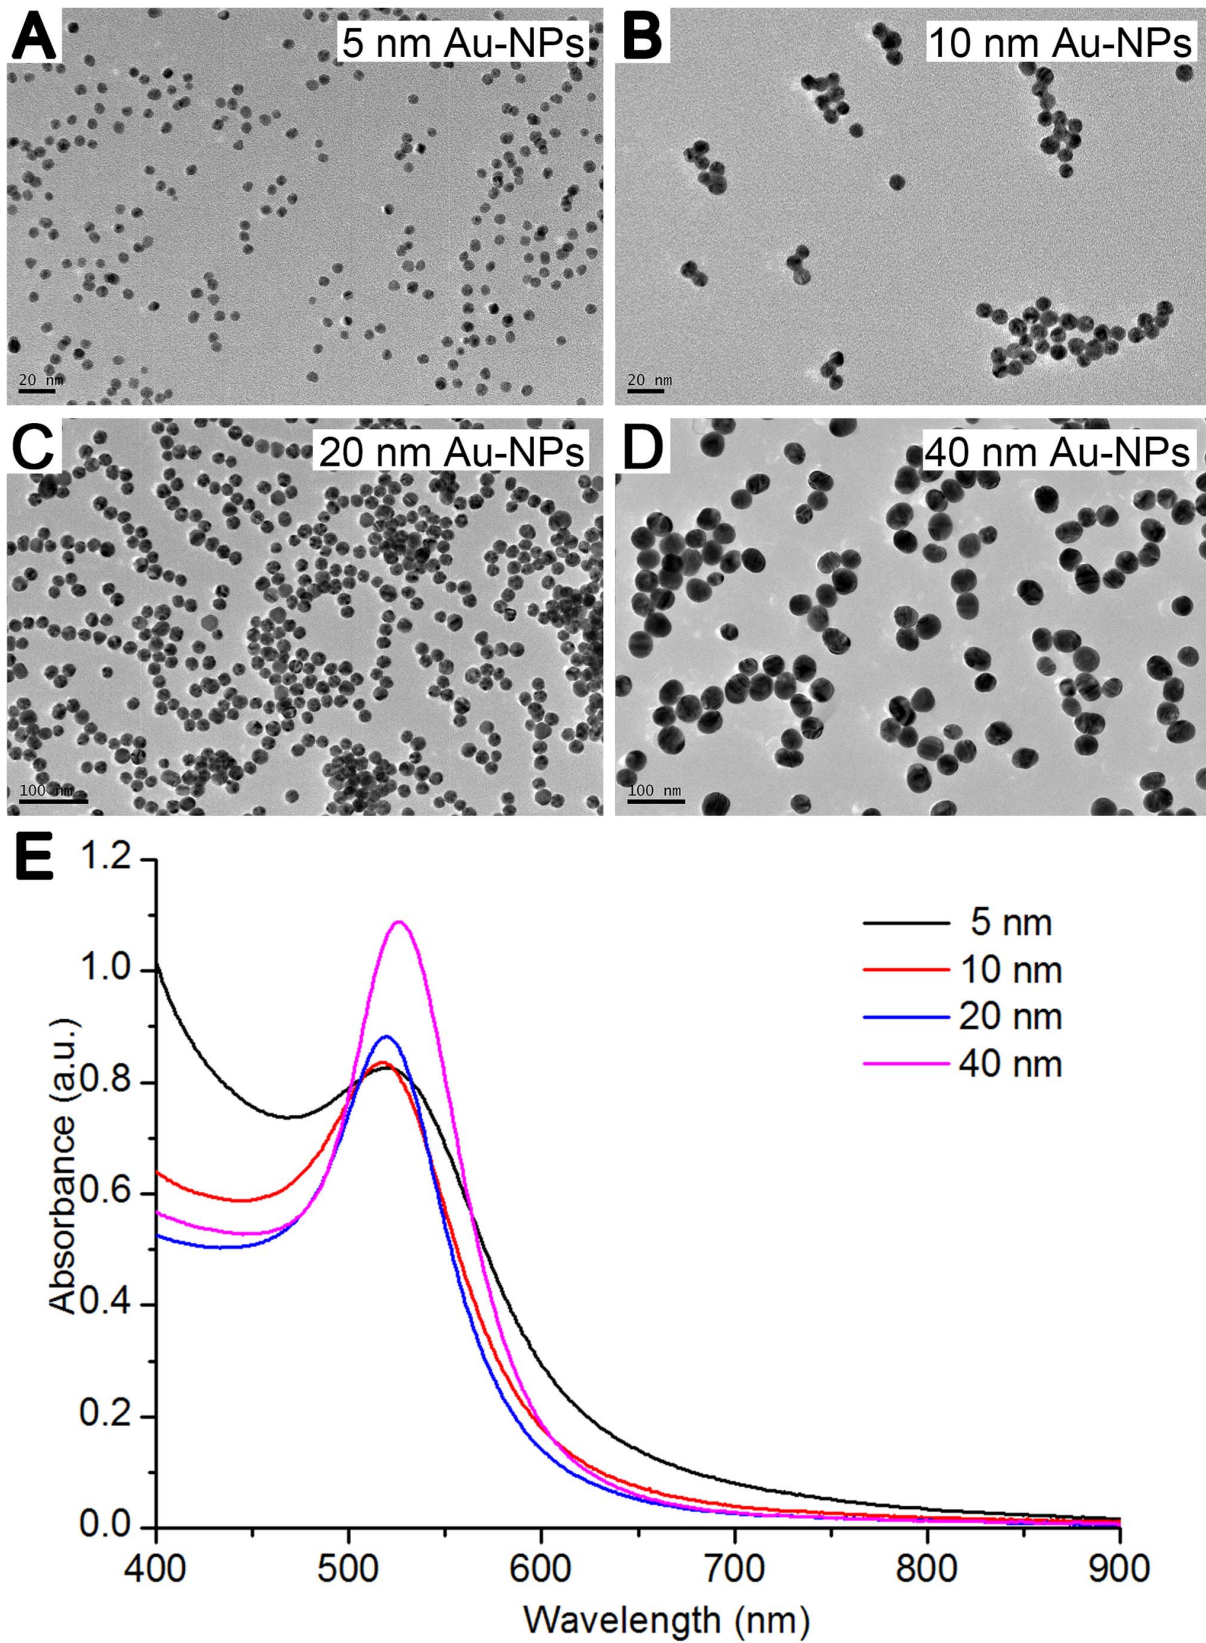 A
5 nm Au-NPs
20 nm
B
10 nm Au-NPs
20 nm
C
20 nm Au-NPs
100 nm
D
40 nm Au-NPs
100 nm
E
1.2
1.0
0.8
0.6
0.4
0.2
0.0
Absorbance (a.u.)
5 nm
10 nm
20 nm
40 nm
400 500 600 700 800 900
Wavelength (nm)